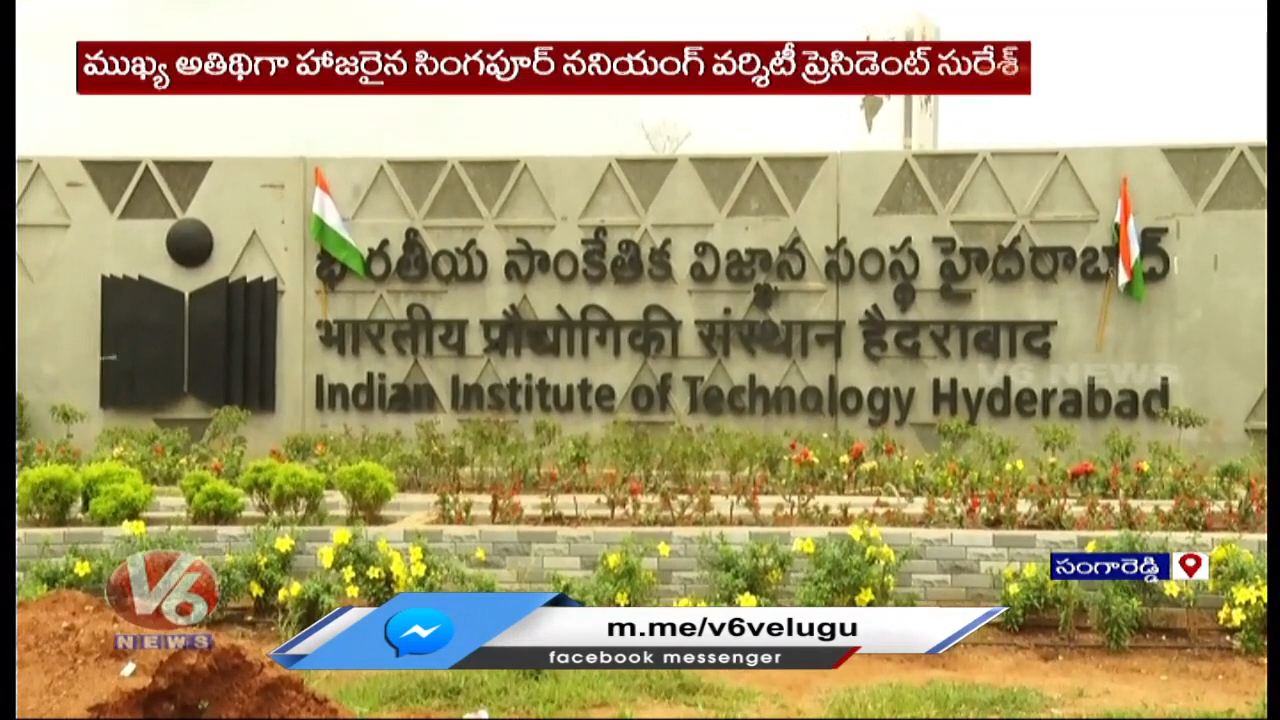 ముఖ్య అతిథిగా హాజరైన సింగపూర్ ననియంగ్ వర్శిటీ ప్రెసిడెంట్ సురేశ్
భారతీయ సాంకేతిక విజ్ఞాన సంస్థ హైదరాబాద్
भारतीय प्रौद्योगिकी संस्थान हैदराबाद
V6 NEWS
Indian Institute of Technology Hyderabad
సంగారెడ్డి
V6
NEWS
m.me/v6velugu
facebook messenger